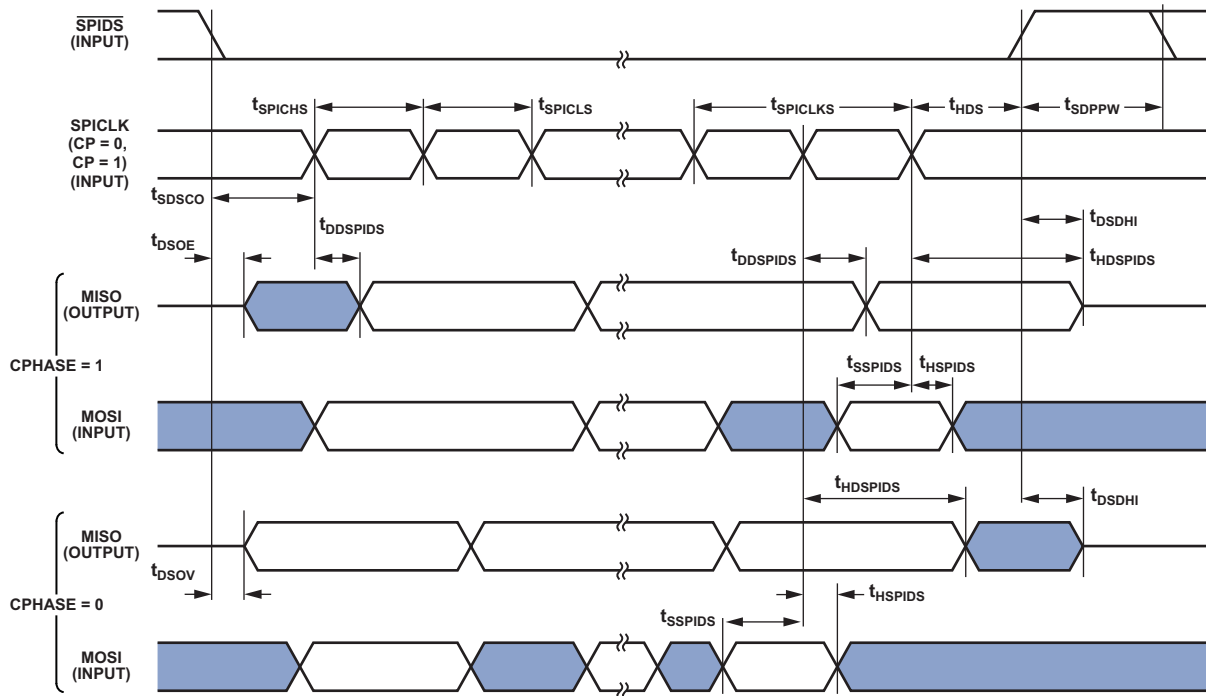 SPIDS
(INPUT)
tSPICHS
tSPICLS
tSPICLKS
tHDS
tSDPPW
SPICLK
(CP = 0,
CP = 1)
(INPUT)
tSDSCO
tDDSPIDS
tDSOE
tDDSPIDS
tDSDHI
tHDSPIDS
MISO
(OUTPUT)
CPHASE = 1
tSSPIDS
tHSPIDS
MOSI
(INPUT)
tHDSPIDS
tDSDHI
MISO
(OUTPUT)
tDSOV
CPHASE = 0
tHSPIDS
tSSPIDS
MOSI
(INPUT)